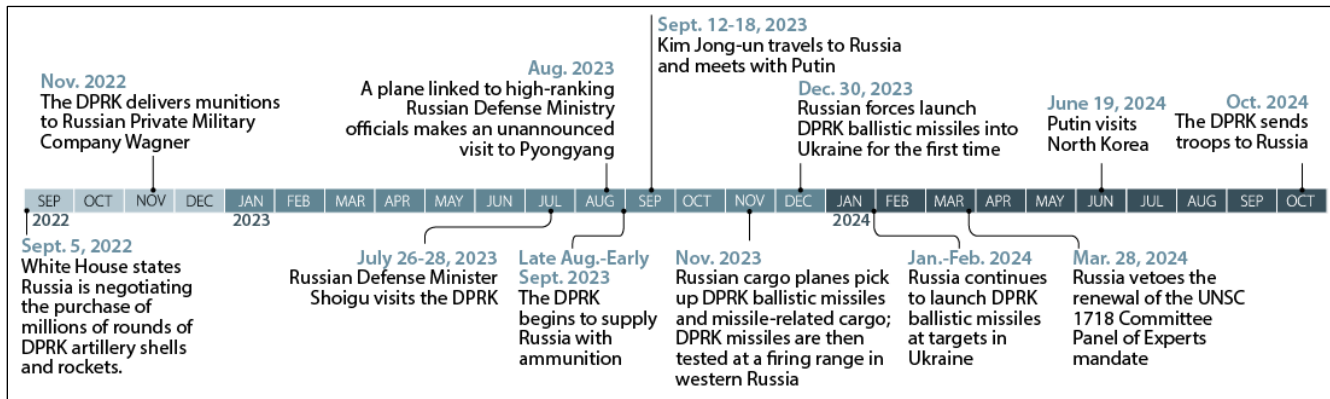 Nov. 2022
The DPRK delivers munitions
to Russian Private Military
Company Wagner
Aug. 2023
A plane linked to high-ranking
Russian Defense Ministry
officials makes an unannounced
visit to Pyongyang
Sept. 12-18, 2023
Kim Jong-un travels to Russia
and meets with Putin
Dec. 30, 2023
Russian forces launch
DPRK ballistic missiles into
Ukraine for the first time
June 19, 2024
Putin visits
North Korea
Oct. 2024
The DPRK sends
troops to Russia
SEP OCT NOV DEC JAN FEB MAR APR MAY JUN JUL AUG SEP OCT NOV DEC JAN FEB MAR APR MAY JUN JUL AUG SEP OCT
2022 2023 2024
Sept. 5, 2022
White House states
Russia is negotiating
the purchase of
millions of rounds of
DPRK artillery shells
and rockets.
July 26-28, 2023
Russian Defense Minister
Shoigu visits the DPRK
Late Aug.-Early
Sept. 2023
The DPRK
begins to supply
Russia with
ammunition
Nov. 2023
Russian cargo planes pick
up DPRK ballistic missiles
and missile-related cargo;
DPRK missiles are then
tested at a firing range in
western Russia
Jan.-Feb. 2024
Russia continues
to launch DPRK
ballistic missiles
at targets in
Ukraine
Mar. 28, 2024
Russia vetoes the
renewal of the UNSC
1718 Committee
Panel of Experts
mandate